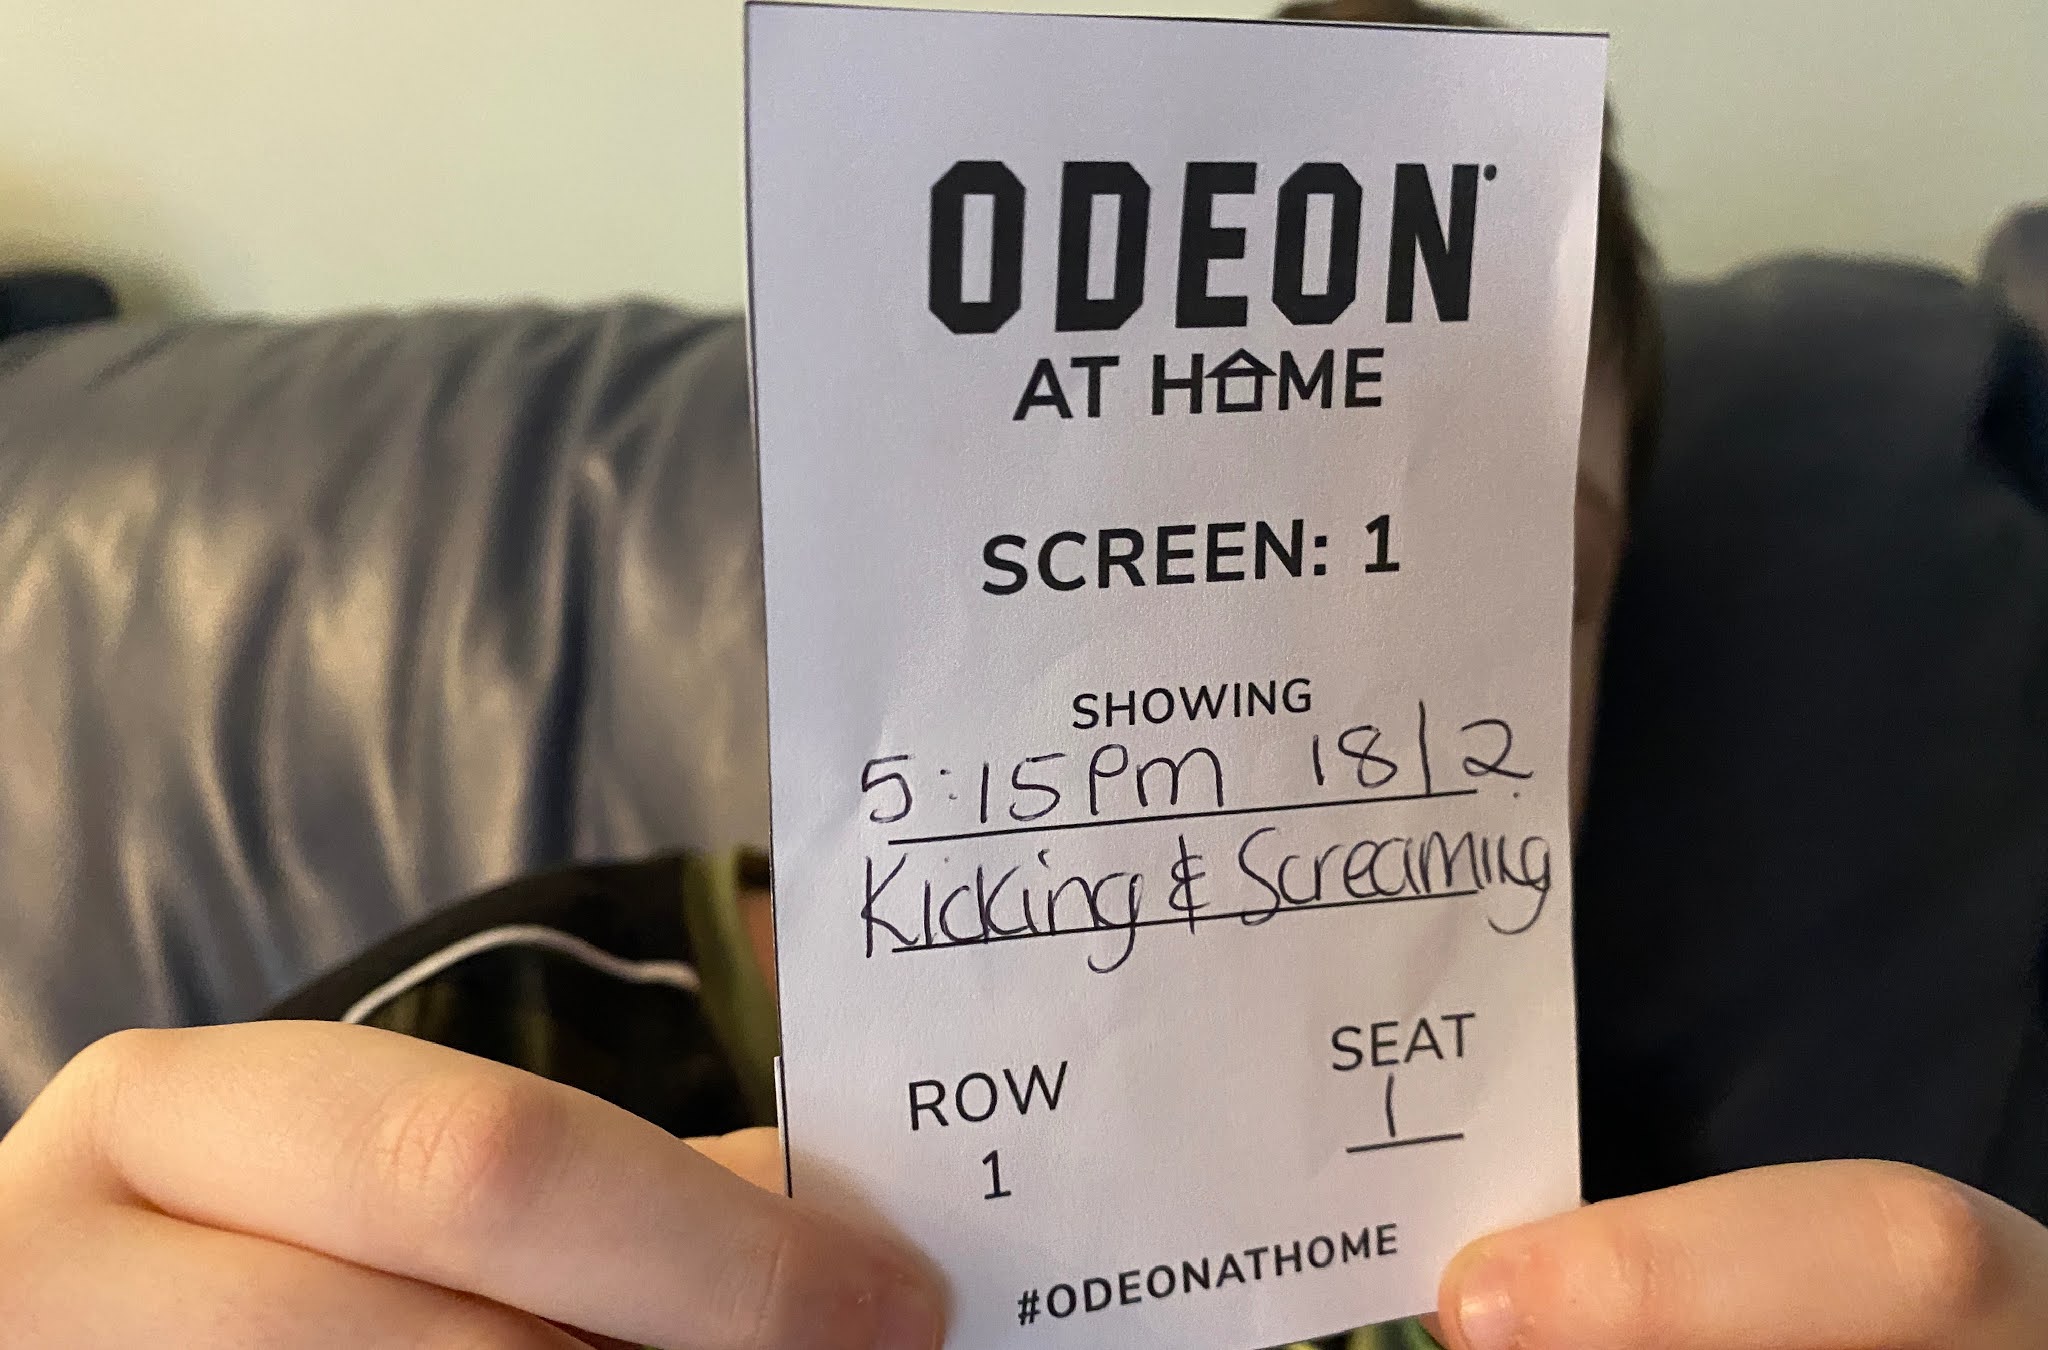 ODEON
AT HOME
SCREEN: 1
SHOWING
5:15pm 18/2
Kicking & Screaming
ROW
1
SEAT
1
#ODEONATHOME